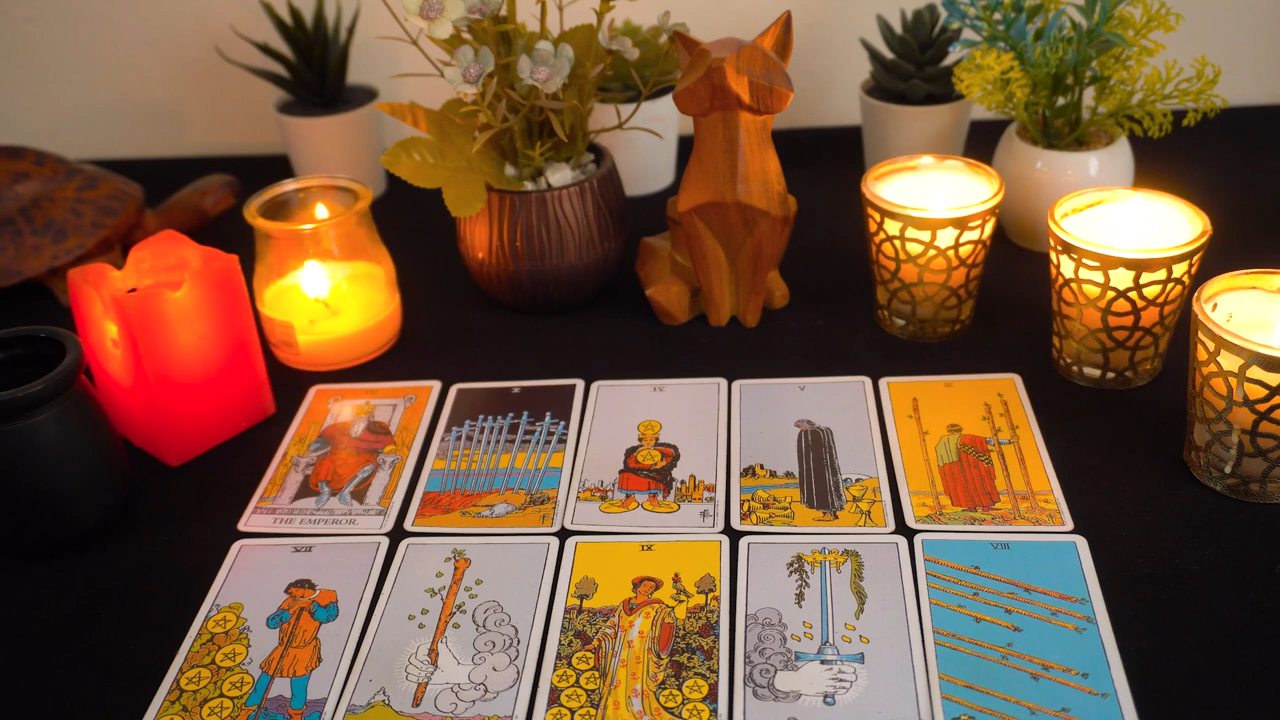 X
IV
V
III
THE EMPEROR.
VII
IX
VIII